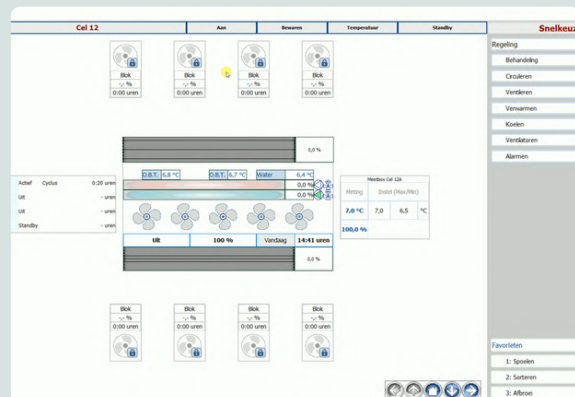 Cel 12 Aan Bewaren Temperatuur Standby Snelkeuz
Regeling
Behandeling
Circuleren
Ventileren
Verwarmen
Koelen
Ventilatoren
Alarmen
Blok Blok Blok Blok
-,- % -,- % -,- % -,- %
0:00 uren 0:00 uren 0:00 uren 0:00 uren
0,0 %
O.B.T. 6,8 °C O.B.T. 6,7 °C Water 6,4 °C
0,0 %
0,0 %
Actief Cyclus 0:20 uren
Uit - uren
Uit - uren
Standby - uren
Meetbox Cel 12A
Meting Instel (Max/Min)
7,0 °C 7,0 6,5 °C
100,0 %
Uit 100 % Vandaag 14:41 uren
0,0 %
Blok Blok Blok Blok
-,- % -,- % -,- % -,- %
0:00 uren 0:00 uren 0:00 uren 0:00 uren
Favorieten
1: Spoelen
2: Sorteren
3: Afbroei